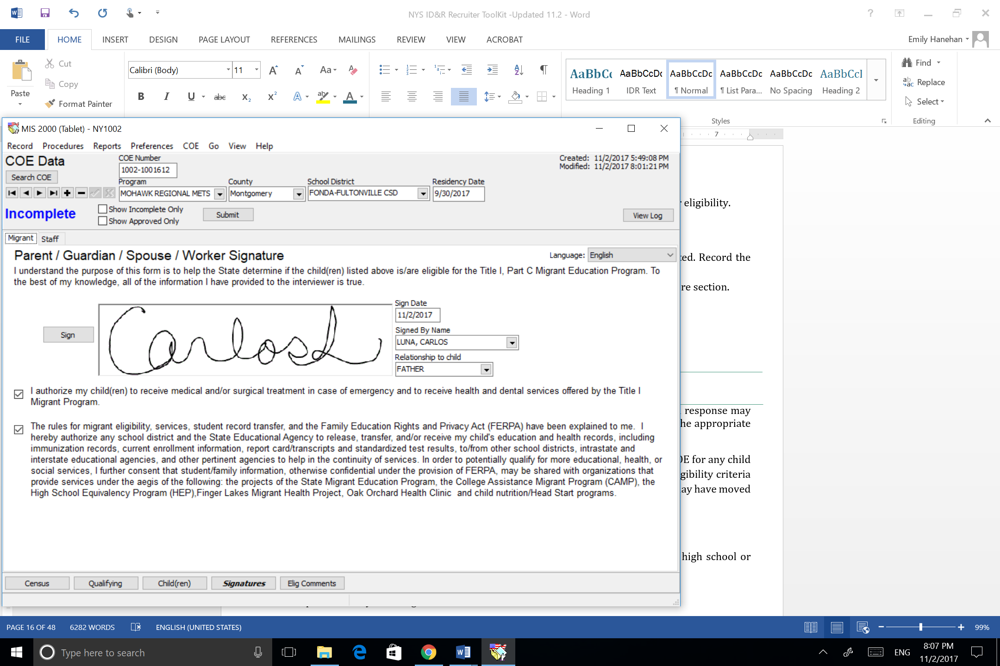 NYS ID&R Recruiter ToolKit -Updated 11.2 - Word
FILE HOME INSERT DESIGN PAGE LAYOUT REFERENCES MAILINGS REVIEW VIEW ACROBAT
Emily Hanehan
Paste
Cut
Copy
Format Painter
Calibri (Body) 11
AaBbCc AaBbCcDc AaBbCcDc AaBbCcDc AaBbCcDc AaBbCcI
Heading 1 IDR Text ¶ Normal ¶ List Para... No Spacing Heading 2
Styles
Find
Replace
Select
Editing
7
MIS 2000 (Tablet) - NY1002
Record Procedures Reports Preferences COE Go View Help
COE Data
Search COE
COE Number
1002-1001612
Created: 11/2/2017 5:49:08 PM
Modified: 11/2/2017 8:01:21 PM
Program County School District Residency Date
MOHAWK REGIONAL METS Montgomery FONDA-FULTONVILLE CSD 9/30/2017
Incomplete
Show Incomplete Only
Show Approved Only
Submit
View Log
Migrant Staff
Parent / Guardian / Spouse / Worker Signature
Language: English
I understand the purpose of this form is to help the State determine if the child(ren) listed above is/are eligible for the Title I, Part C Migrant Education Program. To
the best of my knowledge, all of the information I have provided to the interviewer is true.
Sign
Carlos L
Sign Date
11/2/2017
Signed By Name
LUNA, CARLOS
Relationship to child
FATHER
I authorize my child(ren) to receive medical and/or surgical treatment in case of emergency and to receive health and dental services offered by the Title I
Migrant Program.
The rules for migrant eligibility, services, student record transfer, and the Family Education Rights and Privacy Act (FERPA) have been explained to me. I
hereby authorize any school district and the State Educational Agency to release, transfer, and/or receive my child's education and health records, including
immunization records, current enrollment information, report card/transcripts and standardized test results, to/from other school districts, intrastate and
interstate educational agencies, and other pertinent agencies to help in the continuity of services. In order to potentially qualify for more educational, health, or
social services, I further consent that student/family information, otherwise confidential under the provision of FERPA, may be shared with organizations that
provide services under the aegis of the following: the projects of the State Migrant Education Program, the College Assistance Migrant Program (CAMP), the
High School Equivalency Program (HEP),Finger Lakes Migrant Health Project, Oak Orchard Health Clinic and child nutrition/Head Start programs.
Census Qualifying Child(ren) Signatures Elig Comments
eligibility.
ted. Record the
re section.
response may
he appropriate
OE for any child
gibility criteria
ay have moved
high school or
PAGE 16 OF 48 6282 WORDS ENGLISH (UNITED STATES)
99%
Type here to search
ENG
8:07 PM
11/2/2017